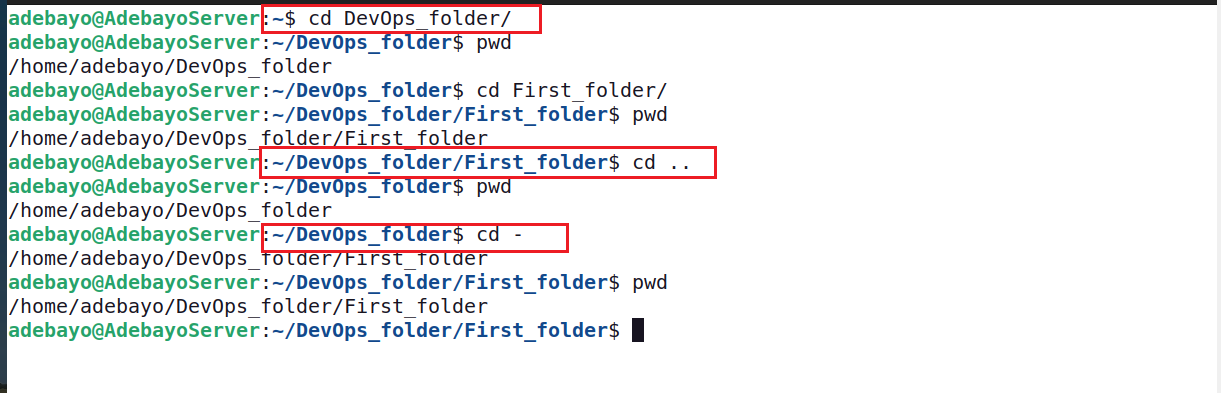 adebayo@AdebayoServer:~$ cd DevOps_folder/
adebayo@AdebayoServer:~/DevOps_folder$ pwd
/home/adebayo/DevOps_folder
adebayo@AdebayoServer:~/DevOps_folder$ cd First_folder/
adebayo@AdebayoServer:~/DevOps_folder/First_folder$ pwd
/home/adebayo/DevOps_folder/First_folder
adebayo@AdebayoServer:~/DevOps_folder/First_folder$ cd ..
adebayo@AdebayoServer:~/DevOps_folder$ pwd
/home/adebayo/DevOps_folder
adebayo@AdebayoServer:~/DevOps_folder$ cd -
/home/adebayo/DevOps_folder/First_folder
adebayo@AdebayoServer:~/DevOps_folder/First_folder$ pwd
/home/adebayo/DevOps_folder/First_folder
adebayo@AdebayoServer:~/DevOps_folder/First_folder$